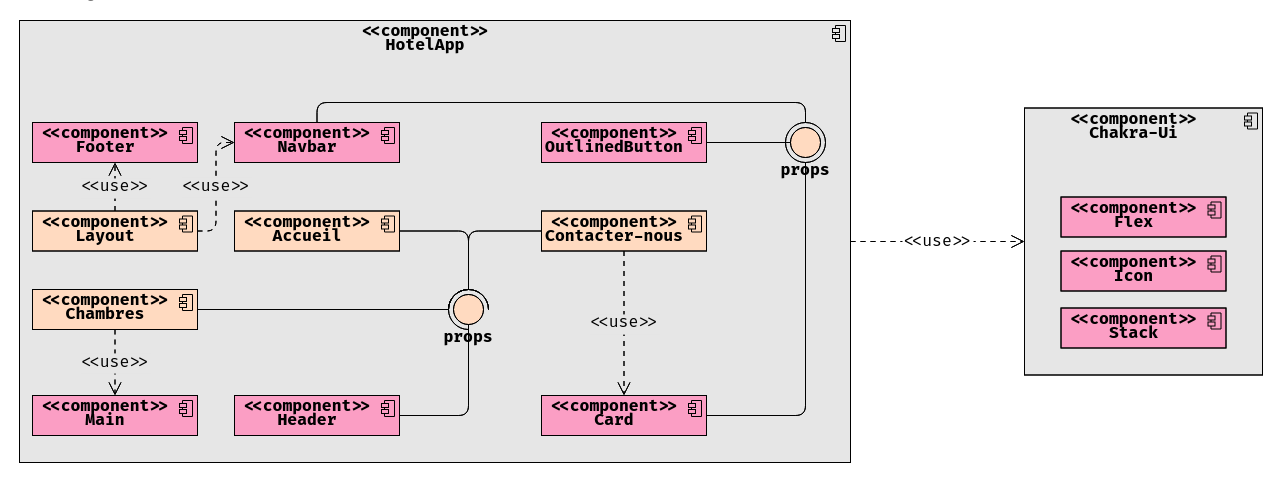 <<component>>
HotelApp
<<component>>
Footer
<<component>>
Navbar
<<component>>
OutlinedButton
props
<<use>>
<<use>>
<<component>>
Layout
<<component>>
Accueil
<<component>>
Contacter-nous
<<component>>
Chambres
props
<<use>>
<<use>>
<<component>>
Main
<<component>>
Header
<<component>>
Card
<<use>>
<<component>>
Chakra-Ui
<<component>>
Flex
<<component>>
Icon
<<component>>
Stack